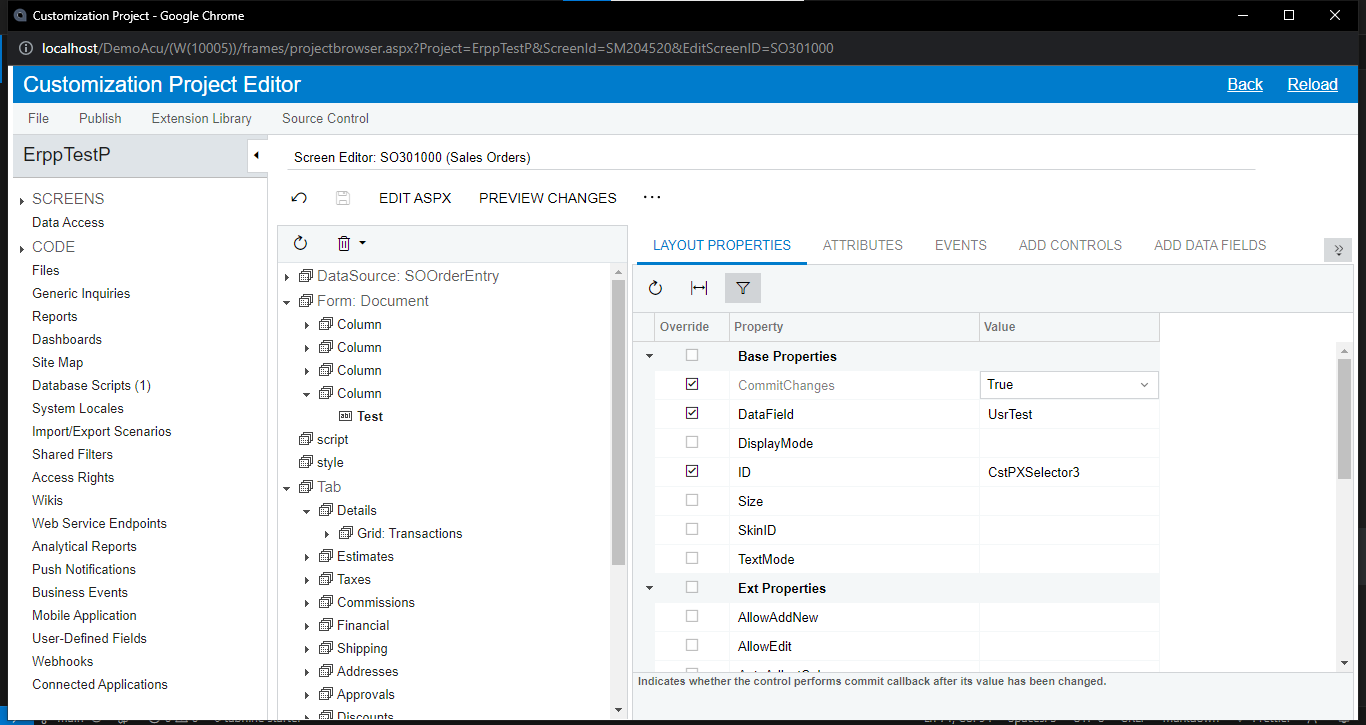 Customization Project - Google Chrome
localhost/DemoAcu/(W(10005))/frames/projectbrowser.aspx?Project=ErppTestP&ScreenId=SM204520&EditScreenID=SO301000
Customization Project Editor
Back Reload
File Publish Extension Library Source Control
ErppTestP
SCREENS
Data Access
CODE
Files
Generic Inquiries
Reports
Dashboards
Site Map
Database Scripts (1)
System Locales
Import/Export Scenarios
Shared Filters
Access Rights
Wikis
Web Service Endpoints
Analytical Reports
Push Notifications
Business Events
Mobile Application
User-Defined Fields
Webhooks
Connected Applications
Screen Editor: SO301000 (Sales Orders)
EDIT ASPX PREVIEW CHANGES ...
DataSource: SOOrderEntry
Form: Document
Column
Column
Column
Column
Test
script
style
Tab
Details
Grid: Transactions
Estimates
Taxes
Commissions
Financial
Shipping
Addresses
Approvals
Discounts
LAYOUT PROPERTIES ATTRIBUTES EVENTS ADD CONTROLS ADD DATA FIELDS
Override Property Value
Base Properties
CommitChanges True
DataField UsrTest
DisplayMode
ID CstPXSelector3
Size
SkinID
TextMode
Ext Properties
AllowAddNew
AllowEdit
Indicates whether the control performs commit callback after its value has been changed.